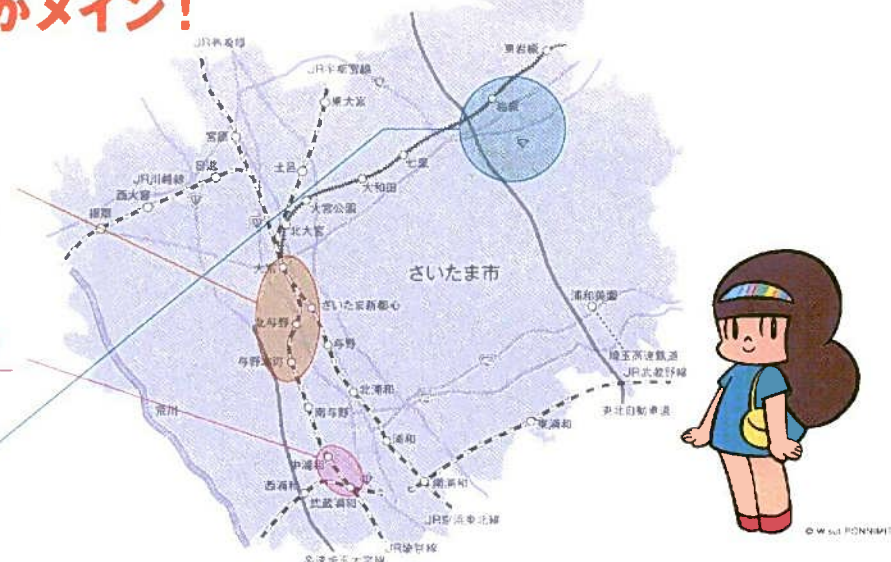 がメイン!
JR宇都宮線
東岩槻
東大宮
岩槻
宮原
日進
土呂
七里
JR川越線
西大宮
大和田
大宮公園
指扇
北大宮
大宮
さいたま市
さいたま新都心
浦和美園
北与野
与野
与野本町
埼玉高速鉄道
JR武蔵野線
北浦和
荒川
南与野
東北自動車道
東浦和
浦和
中浦和
西浦和
南浦和
武蔵浦和
JR京浜東北線
JR埼京線